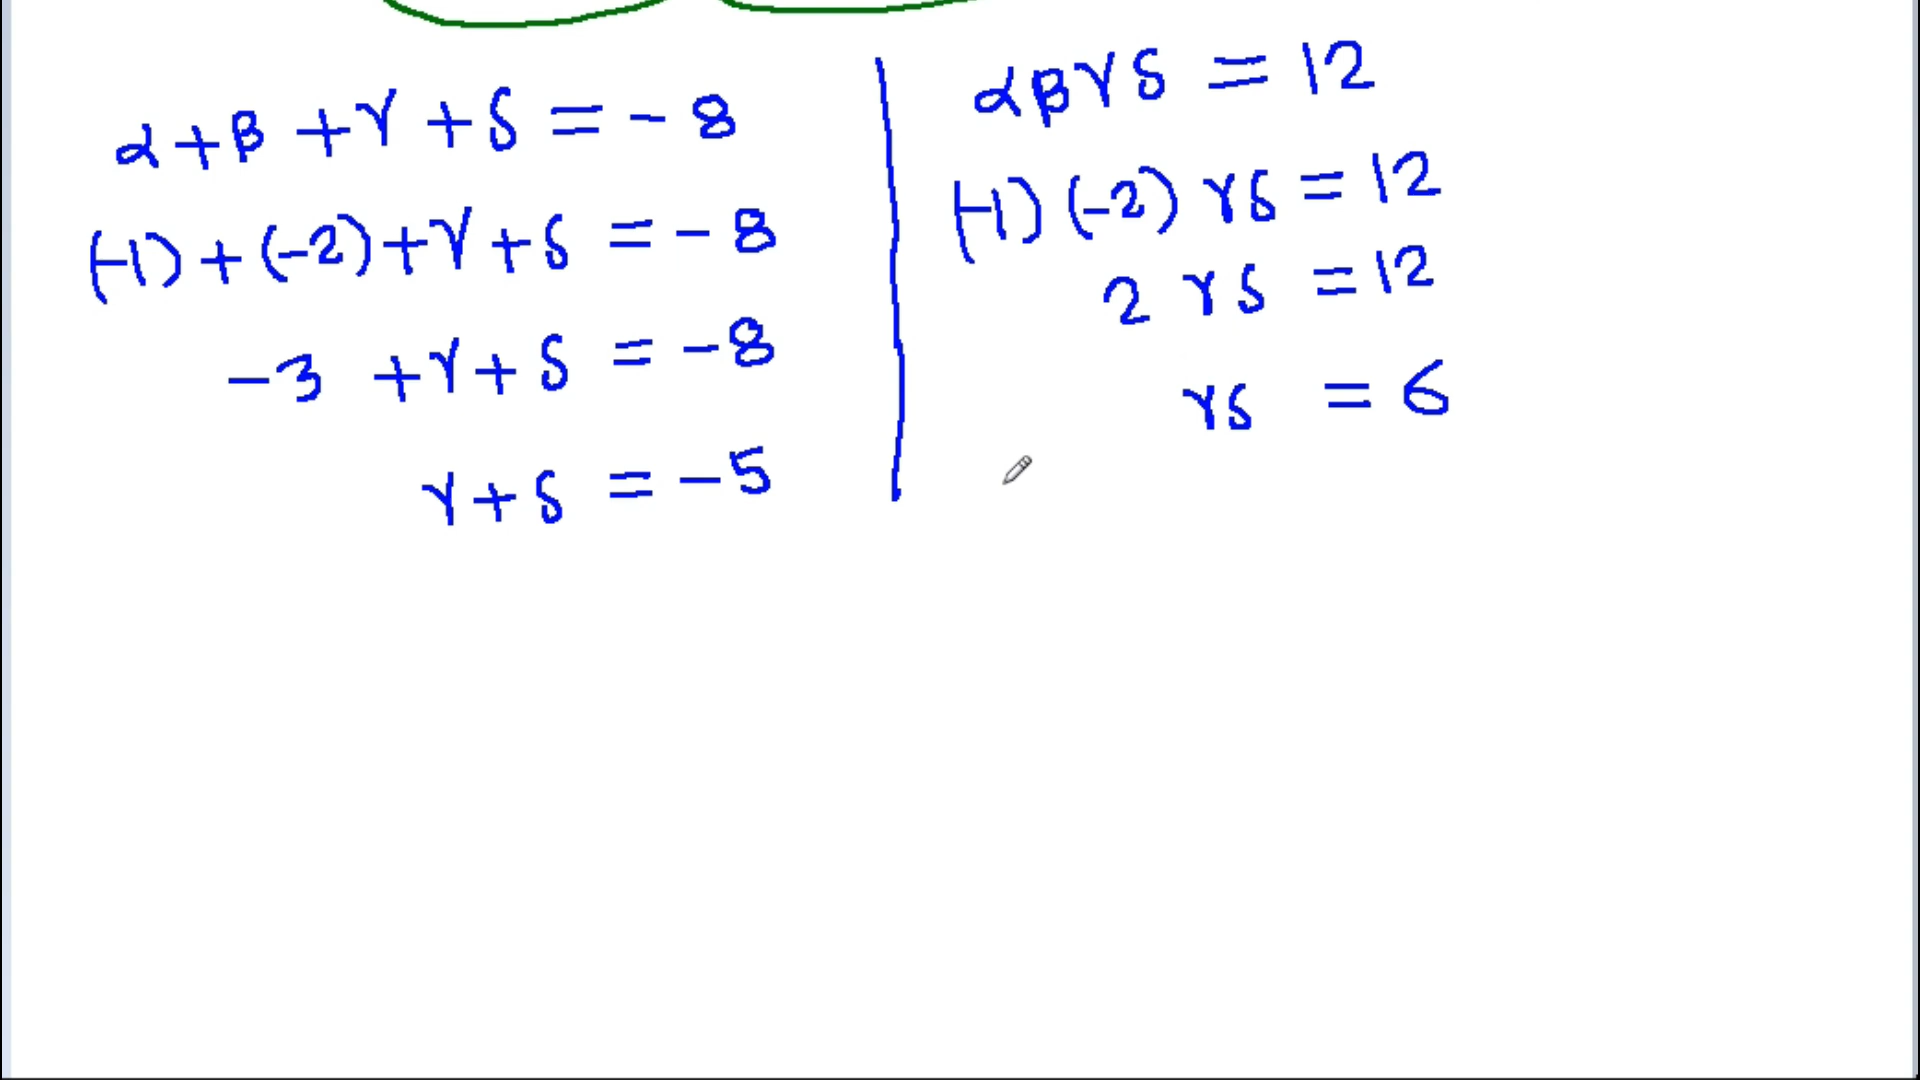 α+β+γ+δ=-8
(-1)+(-2)+γ+δ=-8
-3+γ+δ=-8
γ+δ=-5
αβγδ=12
(-1)(-2)γδ=12
2γδ=12
γδ=6